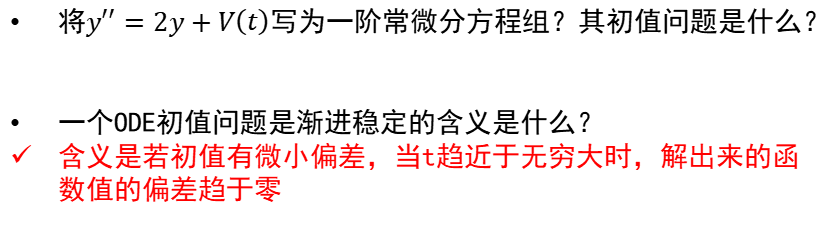 • 将y″ = 2y + V(t)写为一阶常微分方程组？其初值问题是什么？
• 一个ODE初值问题是渐进稳定的含义是什么？
✓ 含义是若初值有微小偏差，当t趋近于无穷大时，解出来的函
数值的偏差趋于零